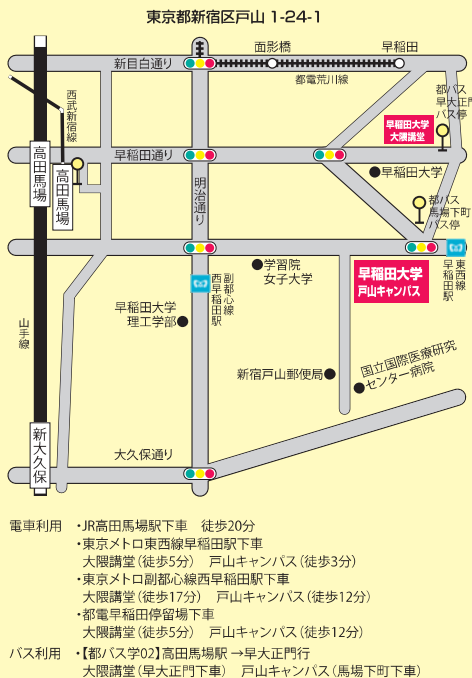 東京都新宿区戸山 1-24-1
面影橋
早稲田
新目白通り
都電荒川線
都バス
早大正門
バス停
西武新宿線
早稲田大学
大隈講堂
高田馬場
高田馬場
早稲田通り
早稲田大学
明治通り
都バス
馬場下町
バス停
学習院
女子大学
早稲田大学
戸山キャンパス
東西線
早稲田駅
副都心線
西早稲田駅
早稲田大学
理工学部
山手線
国立国際医療研究
センター病院
新宿戸山郵便局
新大久保
大久保通り
電車利用 ・JR高田馬場駅下車 徒歩20分
・東京メトロ東西線早稲田駅下車
大隈講堂(徒歩5分) 戸山キャンパス(徒歩3分)
・東京メトロ副都心線西早稲田駅下車
大隈講堂(徒歩17分) 戸山キャンパス(徒歩12分)
・都電早稲田停留場下車
大隈講堂(徒歩5分) 戸山キャンパス(徒歩12分)
バス利用 ・【都バス学02】高田馬場駅→早大正門行
大隈講堂(早大正門下車) 戸山キャンパス(馬場下町下車)